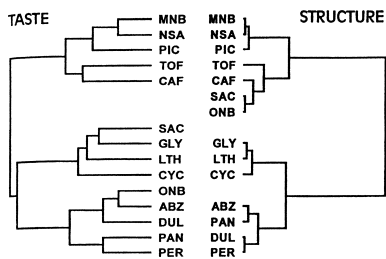 TASTE STRUCTURE
MNB MNB
NSA NSA
PIC PIC
TOF TOF
CAF CAF
SAC
ONB
SAC
GLY GLY
LTH LTH
CYC CYC
ONB
ABZ ABZ
DUL PAN
PAN DUL
PER PER